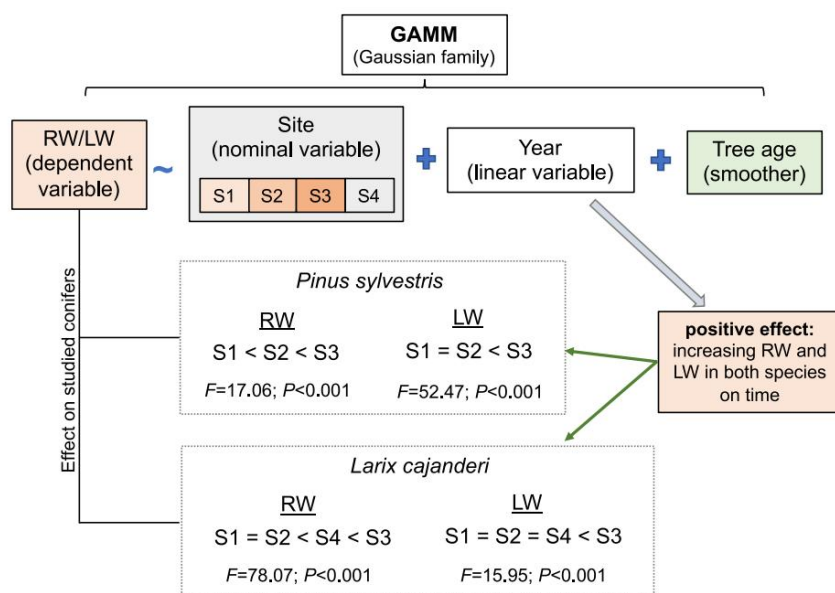 GAMM
(Gaussian family)
RW/LW
(dependent
variable)
~
Site
(nominal variable)
S1 S2 S3 S4
+
Year
(linear variable)
+
Tree age
(smoother)
Effect on studied conifers
Pinus sylvestris
RW
S1 < S2 < S3
F=17.06; P<0.001
LW
S1 = S2 < S3
F=52.47; P<0.001
positive effect:
increasing RW and
LW in both species
on time
Larix cajanderi
RW
S1 = S2 < S4 < S3
F=78.07; P<0.001
LW
S1 = S2 = S4 < S3
F=15.95; P<0.001